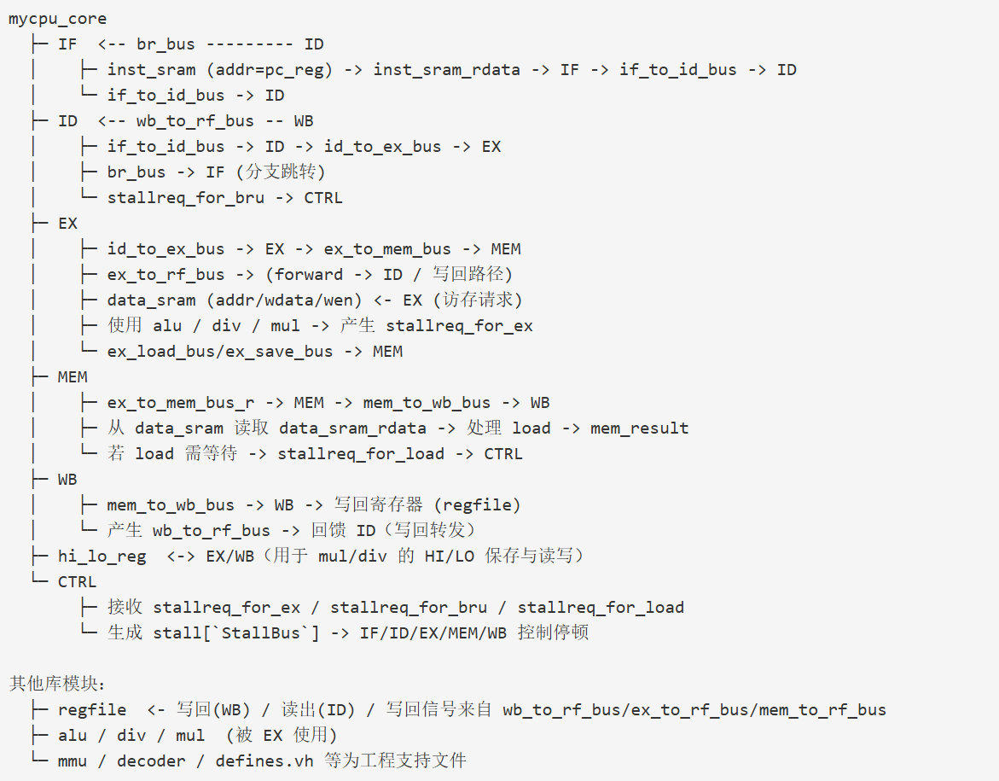 mycpu_core
├─ IF  <-- br_bus --------- ID
│    ├─ inst_sram (addr=pc_reg) -> inst_sram_rdata -> IF -> if_to_id_bus -> ID
│    └─ if_to_id_bus -> ID
├─ ID  <-- wb_to_rf_bus -- WB
│    ├─ if_to_id_bus -> ID -> id_to_ex_bus -> EX
│    ├─ br_bus -> IF (分支跳转)
│    └─ stallreq_for_bru -> CTRL
├─ EX
│    ├─ id_to_ex_bus -> EX -> ex_to_mem_bus -> MEM
│    ├─ ex_to_rf_bus -> (forward -> ID / 写回路径)
│    ├─ data_sram (addr/wdata/wen) <- EX (访存请求)
│    ├─ 使用 alu / div / mul -> 产生 stallreq_for_ex
│    └─ ex_load_bus/ex_save_bus -> MEM
├─ MEM
│    ├─ ex_to_mem_bus_r -> MEM -> mem_to_wb_bus -> WB
│    ├─ 从 data_sram 读取 data_sram_rdata -> 处理 load -> mem_result
│    └─ 若 load 需等待 -> stallreq_for_load -> CTRL
├─ WB
│    ├─ mem_to_wb_bus -> WB -> 写回寄存器 (regfile)
│    └─ 产生 wb_to_rf_bus -> 回馈 ID（写回转发）
├─ hi_lo_reg  <-> EX/WB（用于 mul/div 的 HI/LO 保存与读写）
└─ CTRL
     ├─ 接收 stallreq_for_ex / stallreq_for_bru / stallreq_for_load
     └─ 生成 stall[`StallBus`] -> IF/ID/EX/MEM/WB 控制停顿
其他库模块：
├─ regfile  <- 写回(WB) / 读出(ID) / 写回信号来自 wb_to_rf_bus/ex_to_rf_bus/mem_to_rf_bus
├─ alu / div / mul  (被 EX 使用)
└─ mmu / decoder / defines.vh 等为工程支持文件